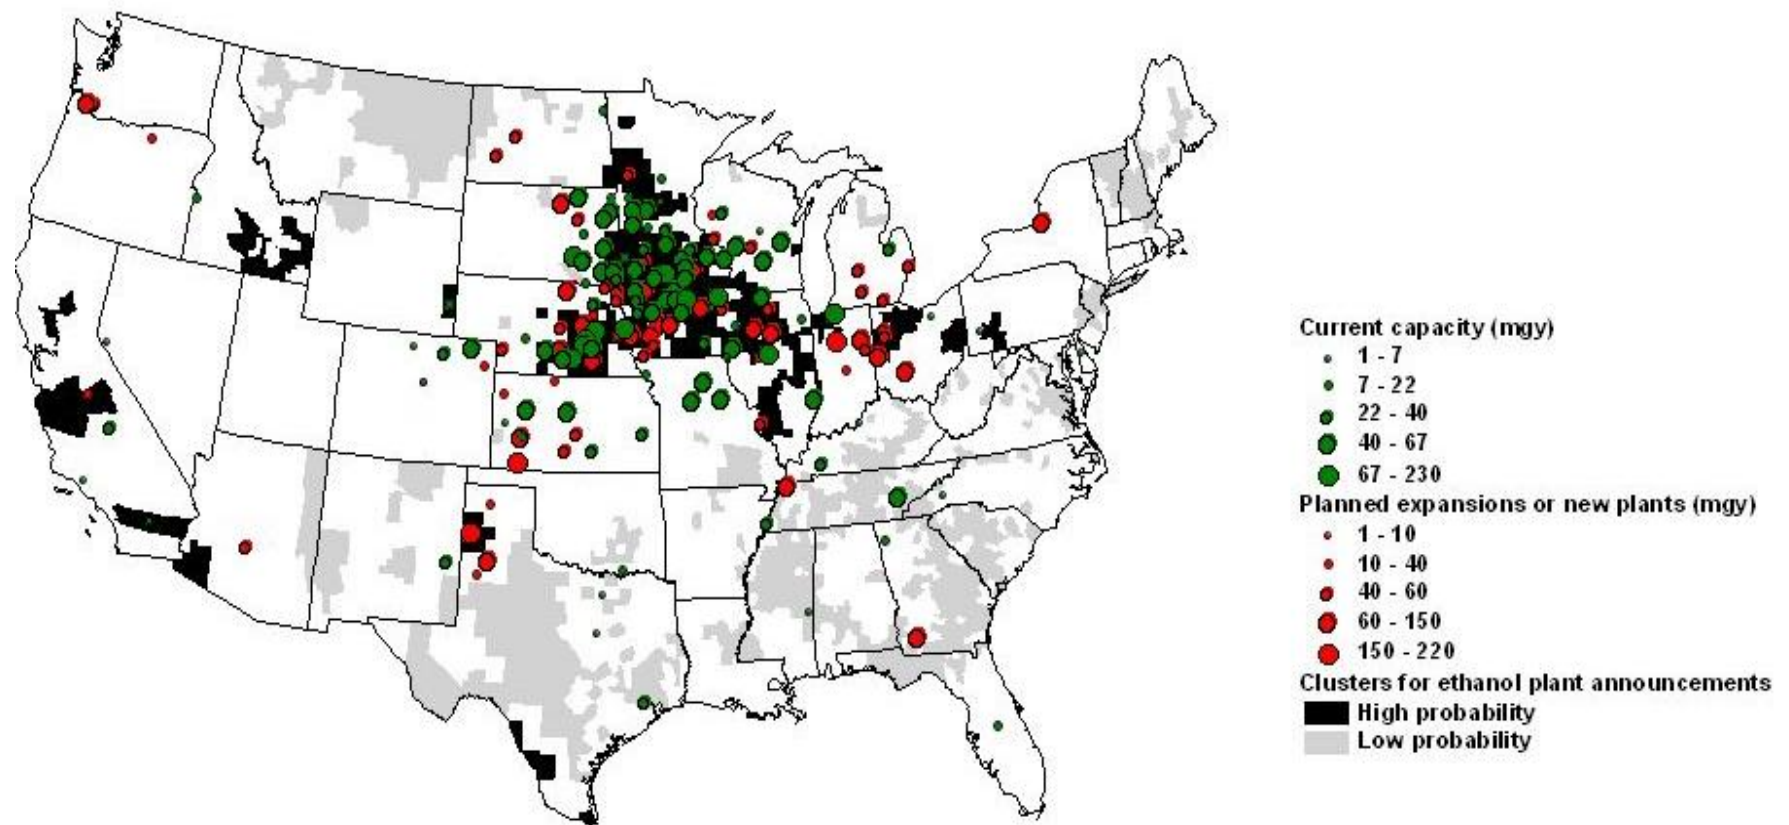 Current capacity (mgy)
1 - 7
7 - 22
22 - 40
40 - 67
67 - 230
Planned expansions or new plants (mgy)
1 - 10
10 - 40
40 - 60
60 - 150
150 - 220
Clusters for ethanol plant announcements
High probability
Low probability